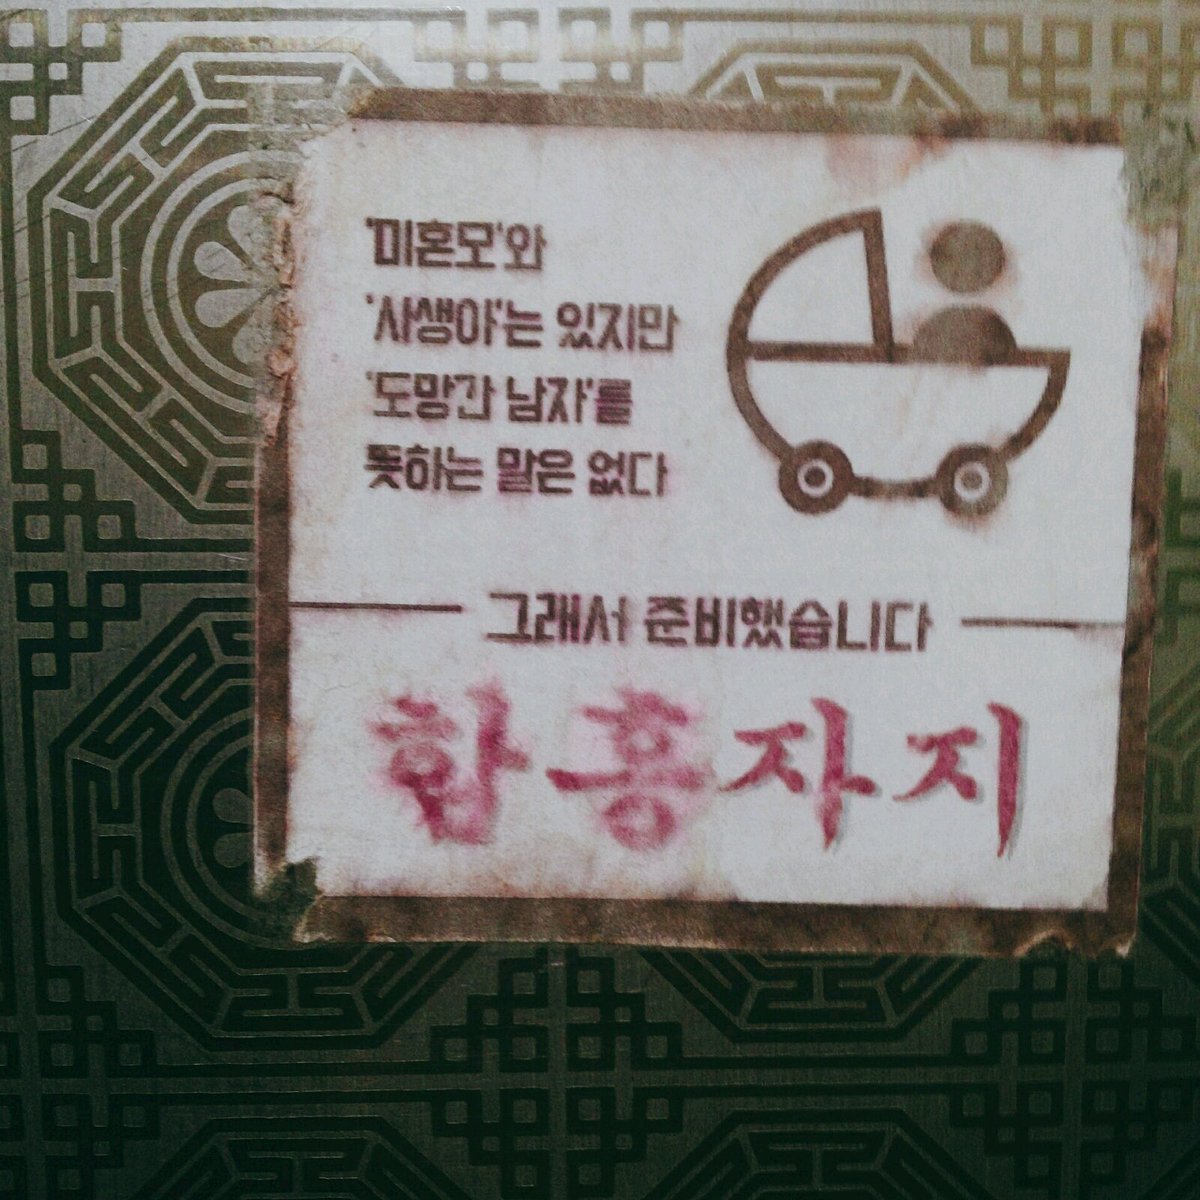 '미혼모'와
'사생아'는 있지만
'도망간 남자'를
뜻하는 말은 없다
그래서 준비했습니다
함흥자지